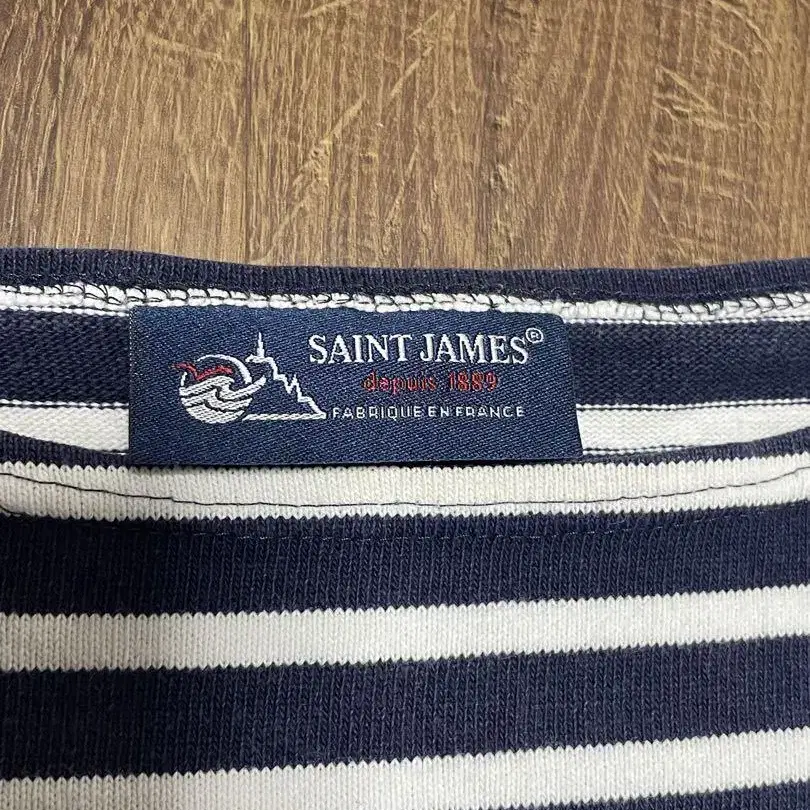 SAINT JAMES®
depuis 1889
FABRIQUE EN FRANCE